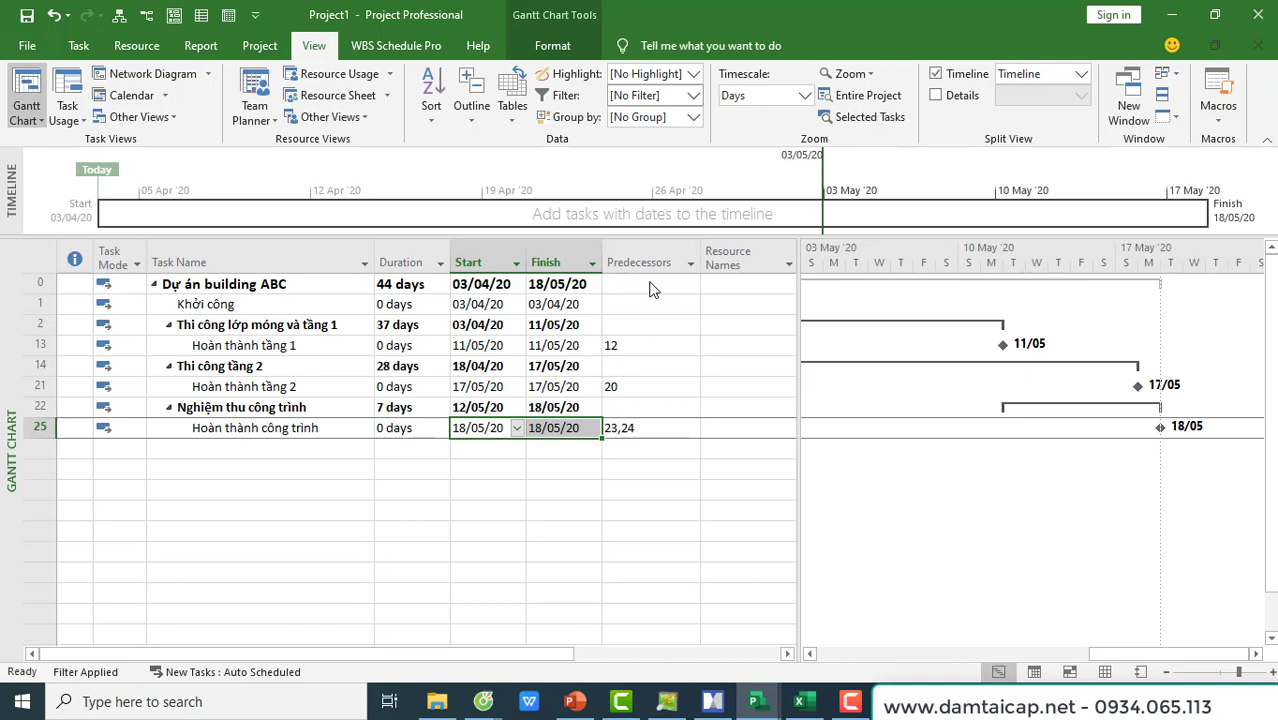 Project1 - Project Professional
Gantt Chart Tools
Sign in
File Task Resource Report Project View WBS Schedule Pro Help Format Tell me what you want to do
Gantt Chart
Task Usage
Network Diagram
Calendar
Other Views
Task Views
Team Planner
Resource Usage
Resource Sheet
Other Views
Resource Views
Sort
Outline
Tables
Highlight: [No Highlight]
Filter: [No Filter]
Group by: [No Group]
Data
Timescale:
Days
Zoom
Entire Project
Selected Tasks
Zoom
Timeline Timeline
Details
Split View
New Window
Window
Macros
Macros
TIMELINE
Today
03/05/20
05 Apr '20 12 Apr '20 19 Apr '20 26 Apr '20 03 May '20 10 May '20 17 May '20
Start
03/04/20
Add tasks with dates to the timeline
Finish
18/05/20
GANTT CHART
Task Mode Task Name Duration Start Finish Predecessors Resource Names
03 May '20 10 May '20 17 May '20
S M T W T F S S M T W T F S S M T W T F
0 Dự án building ABC 44 days 03/04/20 18/05/20
1 Khởi công 0 days 03/04/20 03/04/20
2 Thi công lớp móng và tầng 1 37 days 03/04/20 11/05/20
13 Hoàn thành tầng 1 0 days 11/05/20 11/05/20 12 11/05
14 Thi công tầng 2 28 days 18/04/20 17/05/20
21 Hoàn thành tầng 2 0 days 17/05/20 17/05/20 20 17/05
22 Nghiệm thu công trình 7 days 12/05/20 18/05/20
25 Hoàn thành công trình 0 days 18/05/20 18/05/20 23,24 18/05
Ready Filter Applied New Tasks : Auto Scheduled
Type here to search
www.damtaicap.net - 0934.065.113